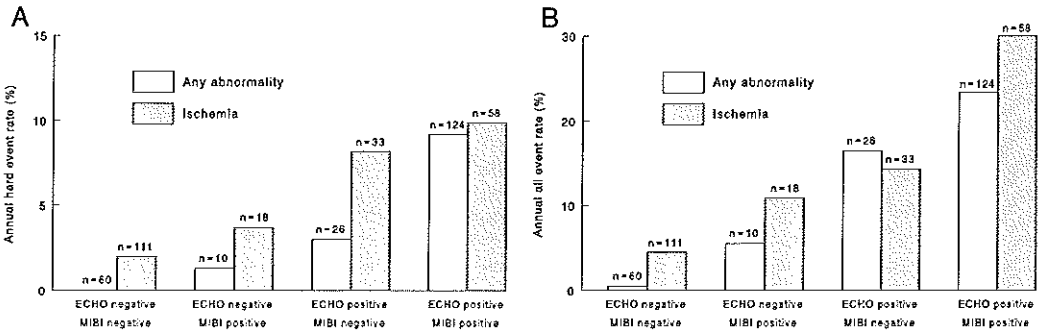 A
15
10
5
0
Annual hard event rate (%)
Any abnormality
Ischemia
n=60
n=111
n=10
n=18
n=26
n=33
n=124
n=58
ECHO negative
MIBI negative
ECHO negative
MIBI positive
ECHO positive
MIBI negative
ECHO positive
MIBI positive
B
30
20
10
0
Annual all event rate (%)
Any abnormality
Ischemia
n=60
n=111
n=10
n=18
n=26
n=33
n=124
n=58
ECHO negative
MIBI negative
ECHO negative
MIBI positive
ECHO positive
MIBI negative
ECHO positive
MIBI positive